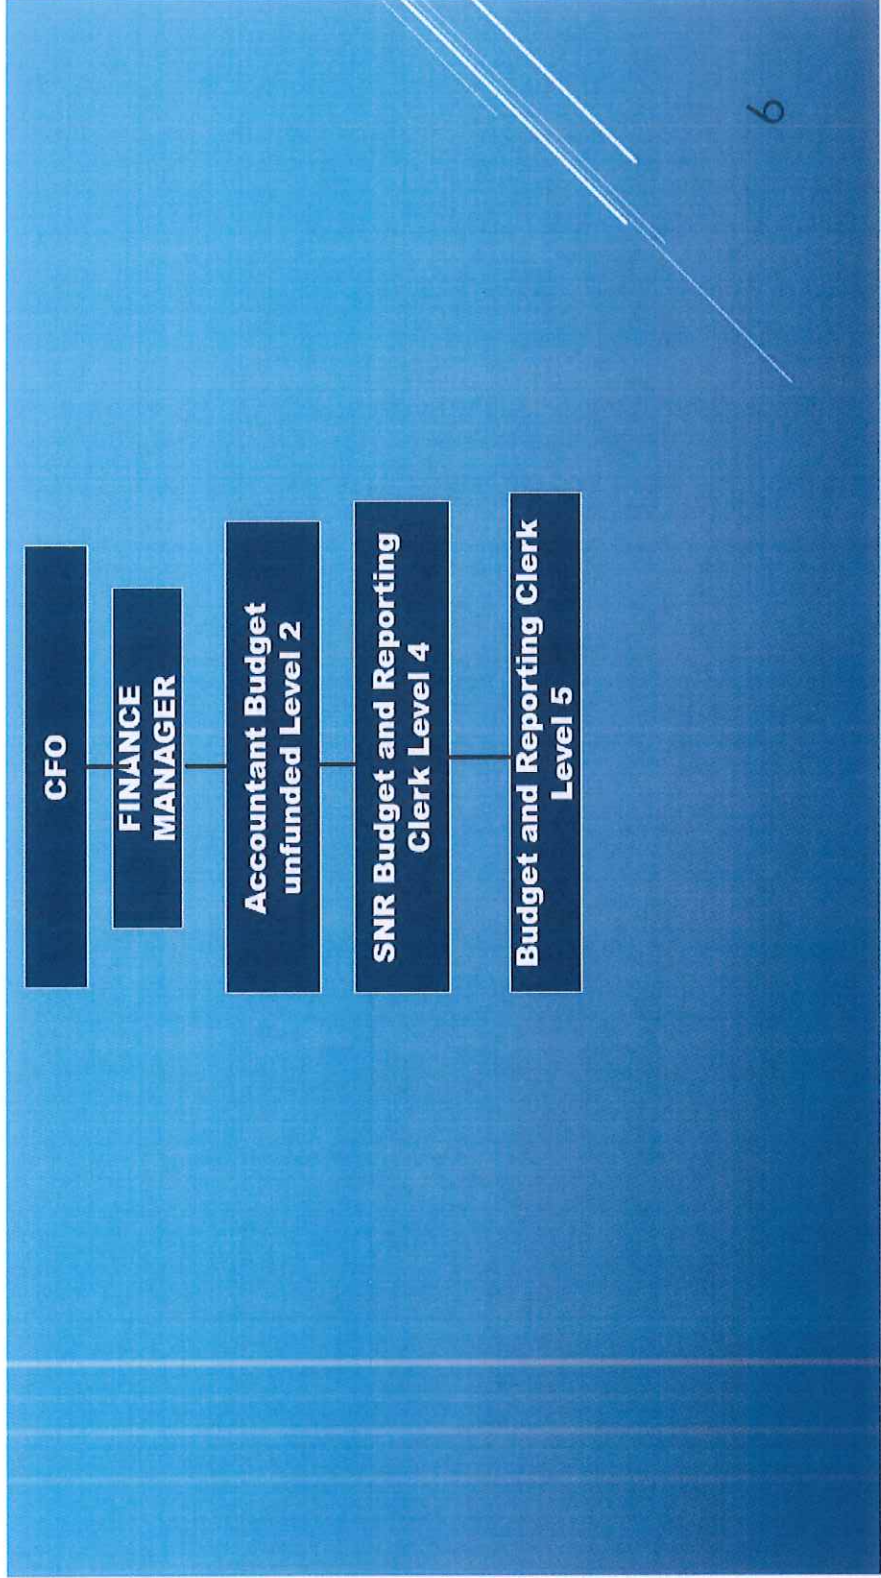 CFO
FINANCE
MANAGER
Accountant Budget
unfunded Level 2
SNR Budget and Reporting
Clerk Level 4
Budget and Reporting Clerk
Level 5
6